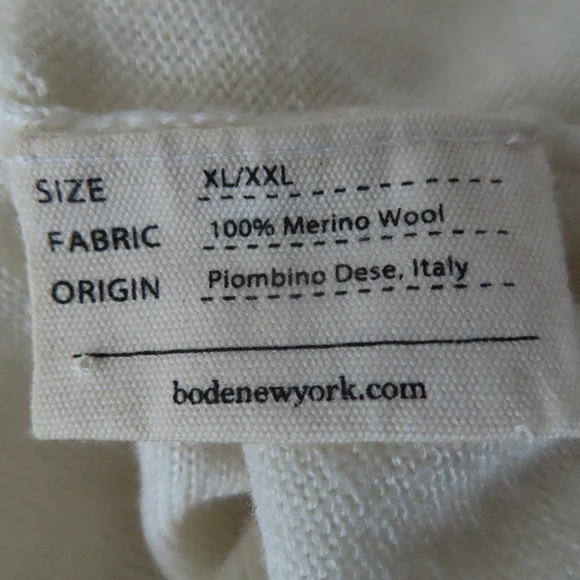 SIZE XL/XXL
FABRIC 100% Merino Wool
ORIGIN Piombino Dese, Italy
bodenewyork.com